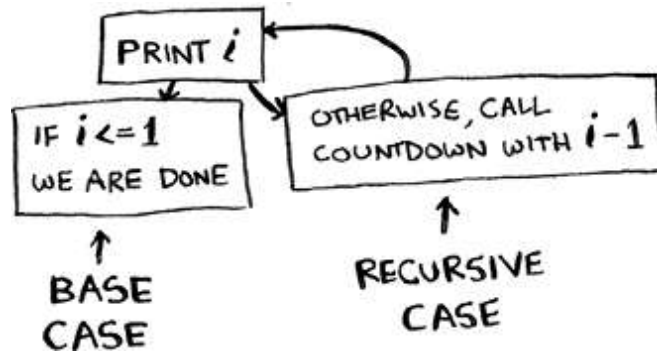 PRINT i
IF i <= 1
WE ARE DONE
OTHERWISE, CALL
COUNTDOWN WITH i-1
BASE
CASE
RECURSIVE
CASE